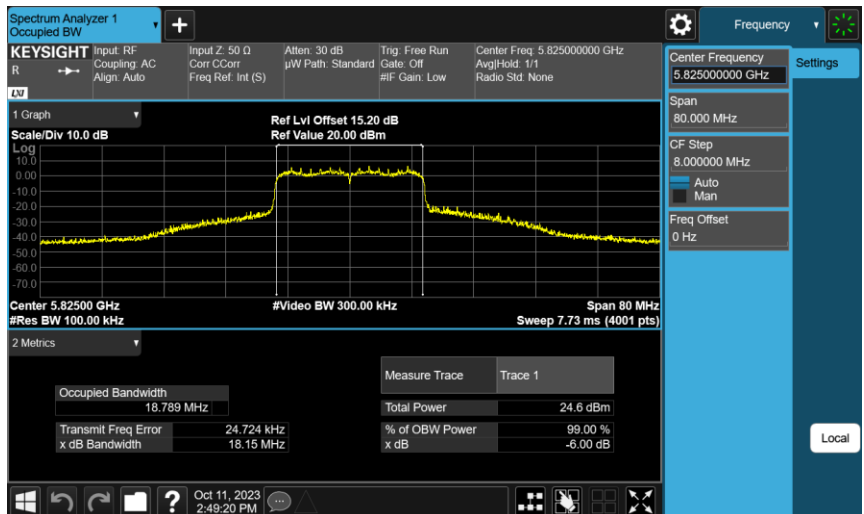 Spectrum Analyzer 1
Occupied BW
Frequency
KEYSIGHT
R
LXI
Input: RF
Coupling: AC
Align: Auto
Input Z: 50 Ω
Corr CCorr
Freq Ref: Int (S)
Atten: 30 dB
µW Path: Standard
Trig: Free Run
Gate: Off
#IF Gain: Low
Center Freq: 5.825000000 GHz
Avg|Hold: 1/1
Radio Std: None
Center Frequency
5.825000000 GHz
Settings
Span
80.000 MHz
CF Step
8.000000 MHz
Auto
Man
Freq Offset
0 Hz
Local
1 Graph
Scale/Div 10.0 dB
Ref Lvl Offset 15.20 dB
Ref Value 20.00 dBm
Log
10.0
0.00
-10.0
-20.0
-30.0
-40.0
-50.0
-60.0
-70.0
Center 5.82500 GHz
#Video BW 300.00 kHz
Span 80 MHz
#Res BW 100.00 kHz
Sweep 7.73 ms (4001 pts)
2 Metrics
Measure Trace
Trace 1
Occupied Bandwidth
18.789 MHz
Total Power
24.6 dBm
Transmit Freq Error
24.724 kHz
% of OBW Power
99.00 %
x dB Bandwidth
18.15 MHz
x dB
-6.00 dB
?
Oct 11, 2023
2:49:20 PM